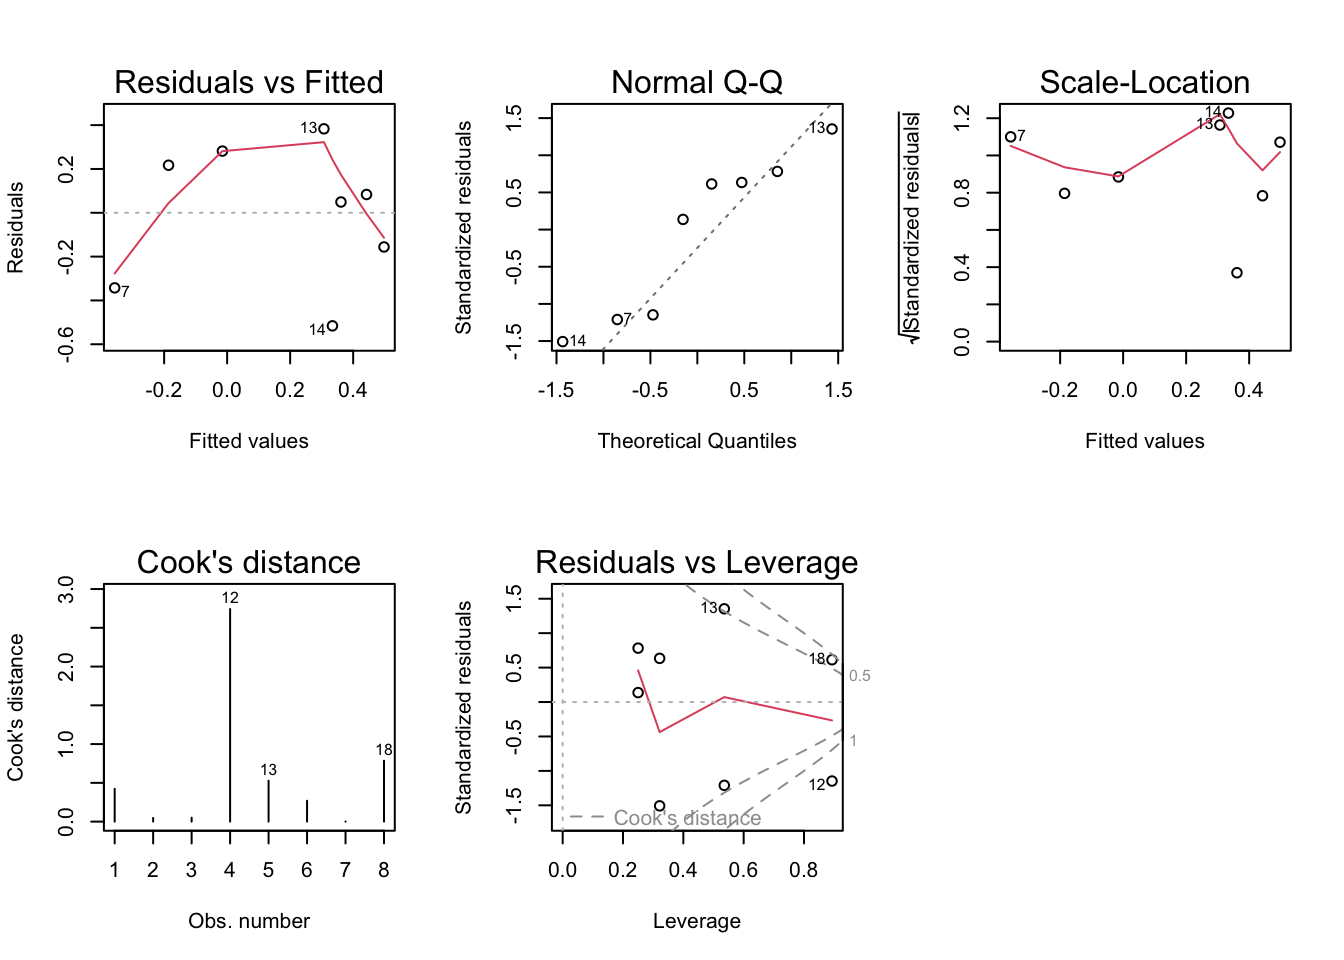 Residuals vs Fitted
Residuals
0.2
-0.2
-0.6
13
7
14
-0.2 0.0 0.2 0.4
Fitted values
Normal Q-Q
Standardized residuals
1.5
0.5
-0.5
-1.5
13
7
14
-1.5 -0.5 0.5 1.5
Theoretical Quantiles
Scale-Location
√|Standardized residuals|
1.2
0.8
0.4
0.0
14
13
7
-0.2 0.0 0.2 0.4
Fitted values
Cook's distance
Cook's distance
3.0
2.0
1.0
0.0
12
13
18
1 2 3 4 5 6 7 8
Obs. number
Residuals vs Leverage
Standardized residuals
1.5
0.5
-0.5
-1.5
13
18
12
0.5
1
Cook's distance
0.0 0.2 0.4 0.6 0.8
Leverage